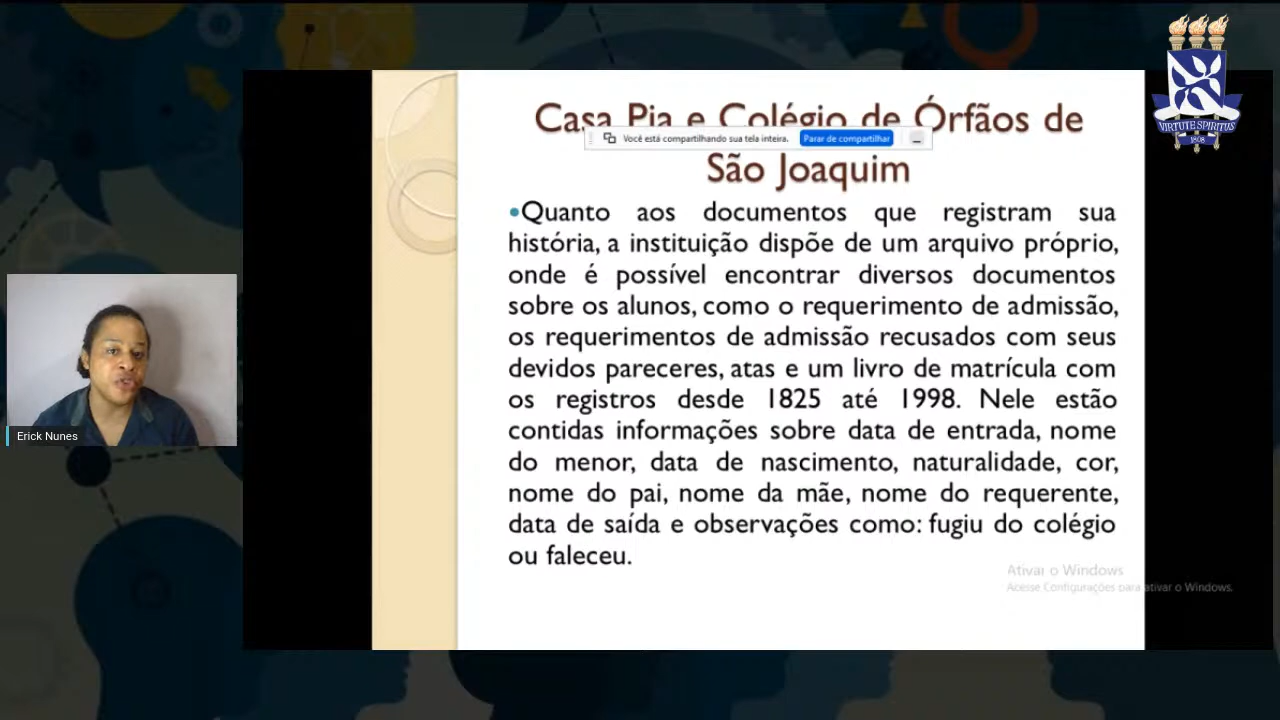 Casa Pia e Colégio de Órfãos de
Você está compartilhando sua tela inteira. Parar de compartilhar
São Joaquim
•Quanto aos documentos que registram sua
história, a instituição dispõe de um arquivo próprio,
onde é possível encontrar diversos documentos
sobre os alunos, como o requerimento de admissão,
os requerimentos de admissão recusados com seus
devidos pareceres, atas e um livro de matrícula com
os registros desde 1825 até 1998. Nele estão
contidas informações sobre data de entrada, nome
do menor, data de nascimento, naturalidade, cor,
nome do pai, nome da mãe, nome do requerente,
data de saída e observações como: fugiu do colégio
ou faleceu.
Ativar o Windows
Acesse Configurações para ativar o Windows.
Erick Nunes
VIRTUTE SPIRITUS
1808